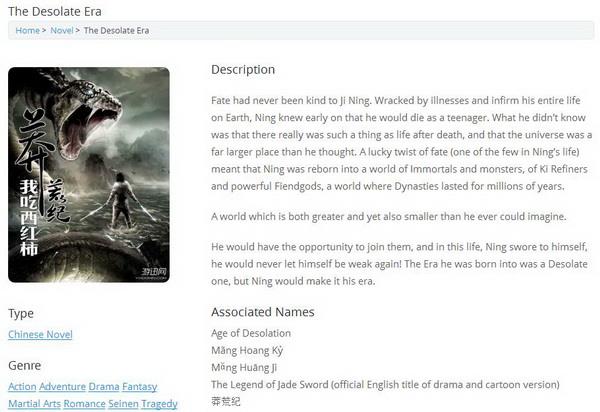 The Desolate Era
Home > Novel > The Desolate Era
莽
荒
纪
我吃西红柿
游迅网
Description
Fate had never been kind to Ji Ning. Wracked by illnesses and infirm his entire life
on Earth, Ning knew early on that he would die as a teenager. What he didn't know
was that there really was such a thing as life after death, and that the universe was a
far larger place than he thought. A lucky twist of fate (one of the few in Ning's life)
meant that Ning was reborn into a world of Immortals and monsters, of Ki Refiners
and powerful Fiendgods, a world where Dynasties lasted for millions of years.
A world which is both greater and yet also smaller than he ever could imagine.
He would have the opportunity to join them, and in this life, Ning swore to himself,
he would never let himself be weak again! The Era he was born into was a Desolate
one, but Ning would make it his era.
Type
Chinese Novel
Genre
Action Adventure Drama Fantasy
Martial Arts Romance Seinen Tragedy
Associated Names
Age of Desolation
Mãng Hoang Kỷ
Mǎng Huāng Jì
The Legend of Jade Sword (official English title of drama and cartoon version)
莽荒纪